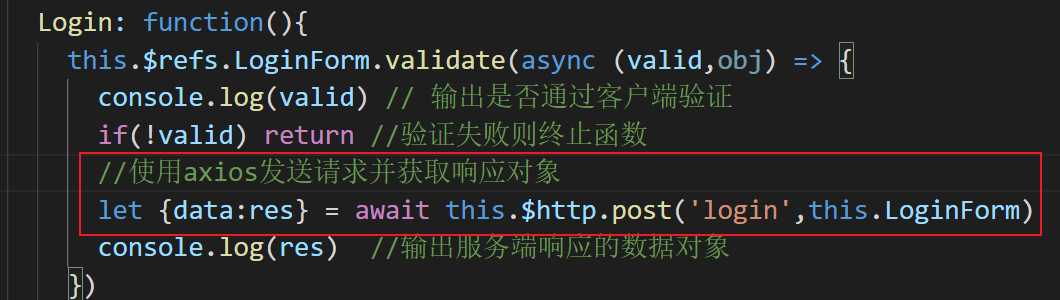 Login: function(){
this.$refs.LoginForm.validate(async (valid,obj) => {
console.log(valid) // 输出是否通过客户端验证
if(!valid) return //验证失败则终止函数
//使用axios发送请求并获取响应对象
let {data:res} = await this.$http.post('login',this.LoginForm)
console.log(res)  //输出服务端响应的数据对象
})